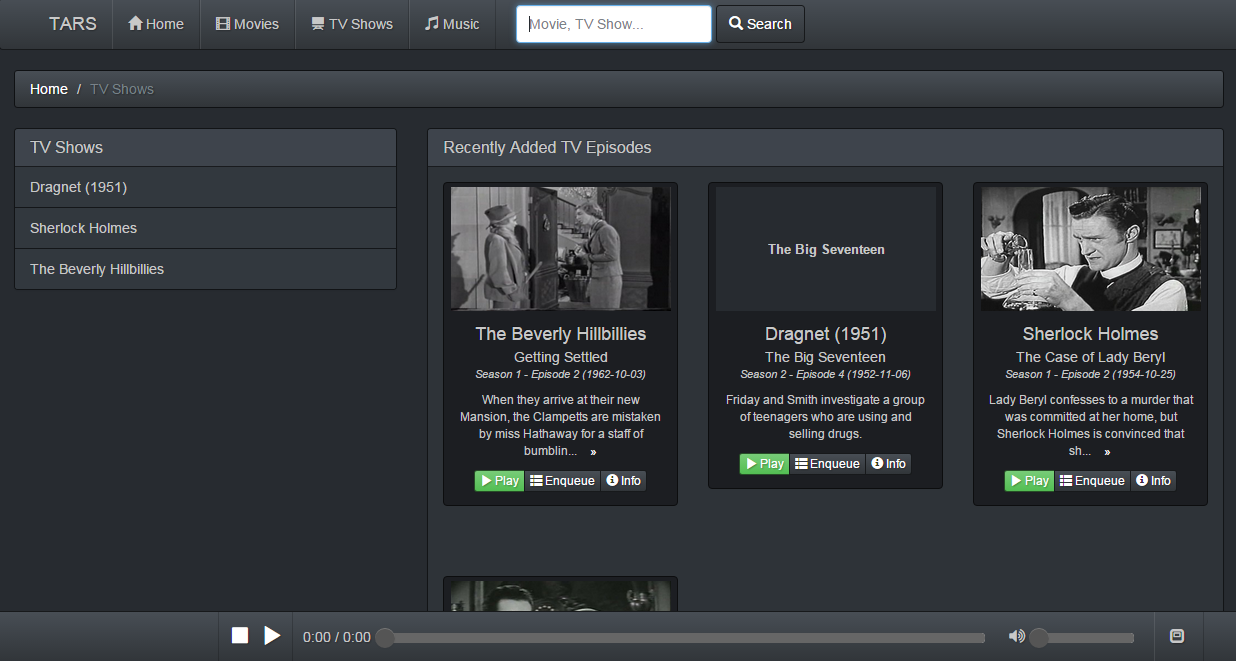 TARS Home Movies TV Shows Music Movie, TV Show... Search
Home / TV Shows
TV Shows
Dragnet (1951)
Sherlock Holmes
The Beverly Hillbillies
Recently Added TV Episodes
The Beverly Hillbillies
Getting Settled
Season 1 - Episode 2 (1962-10-03)
When they arrive at their new
Mansion, the Clampetts are mistaken
by miss Hathaway for a staff of
bumblin... »
Play Enqueue Info
The Big Seventeen
Dragnet (1951)
The Big Seventeen
Season 2 - Episode 4 (1952-11-06)
Friday and Smith investigate a group
of teenagers who are using and
selling drugs.
Play Enqueue Info
Sherlock Holmes
The Case of Lady Beryl
Season 1 - Episode 2 (1954-10-25)
Lady Beryl confesses to a murder that
was committed at her home, but
Sherlock Holmes is convinced that
sh... »
Play Enqueue Info
0:00 / 0:00